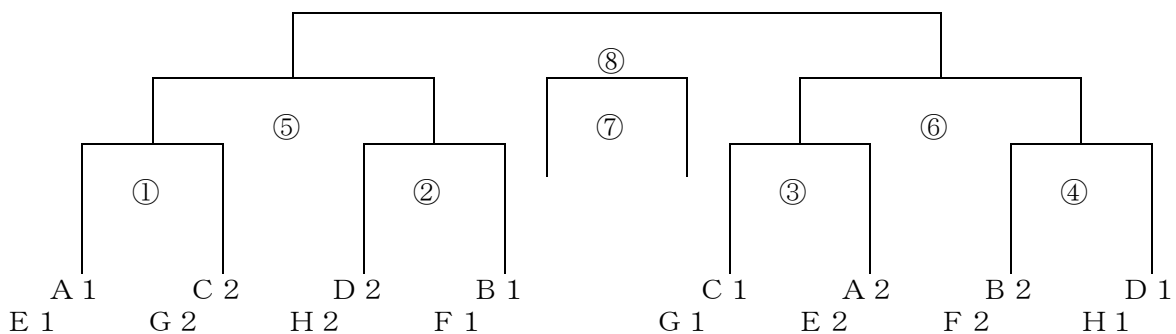 ⑧
⑤ ⑦ ⑥
① ② ③ ④
A 1 C 2 D 2 B 1 C 1 A 2 B 2 D 1
E 1 G 2 H 2 F 1 G 1 E 2 F 2 H 1